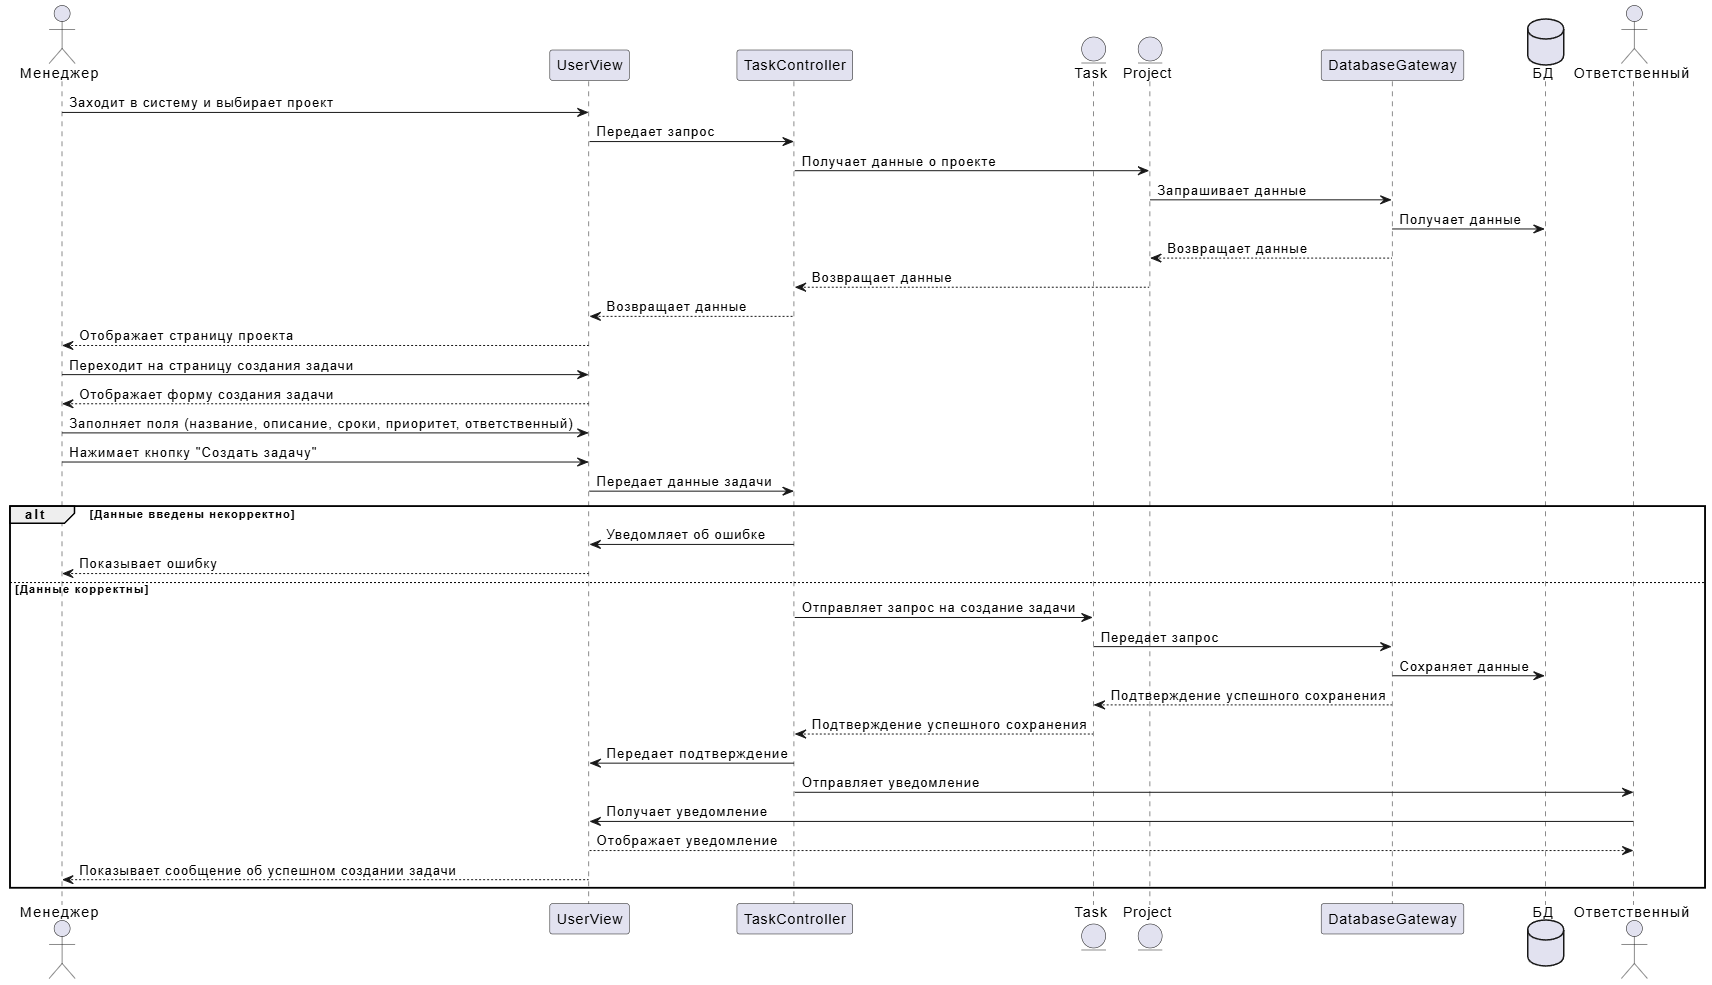 Менеджер
UserView
TaskController
Task
Project
DatabaseGateway
БД
Ответственный
Заходит в систему и выбирает проект
Передает запрос
Получает данные о проекте
Запрашивает данные
Получает данные
Возвращает данные
Возвращает данные
Возвращает данные
Отображает страницу проекта
Переходит на страницу создания задачи
Отображает форму создания задачи
Заполняет поля (название, описание, сроки, приоритет, ответственный)
Нажимает кнопку "Создать задачу"
Передает данные задачи
alt [Данные введены некорректно]
Уведомляет об ошибке
Показывает ошибку
[Данные корректны]
Отправляет запрос на создание задачи
Передает запрос
Сохраняет данные
Подтверждение успешного сохранения
Подтверждение успешного сохранения
Передает подтверждение
Отправляет уведомление
Получает уведомление
Отображает уведомление
Показывает сообщение об успешном создании задачи
Менеджер
UserView
TaskController
Task
Project
DatabaseGateway
БД
Ответственный